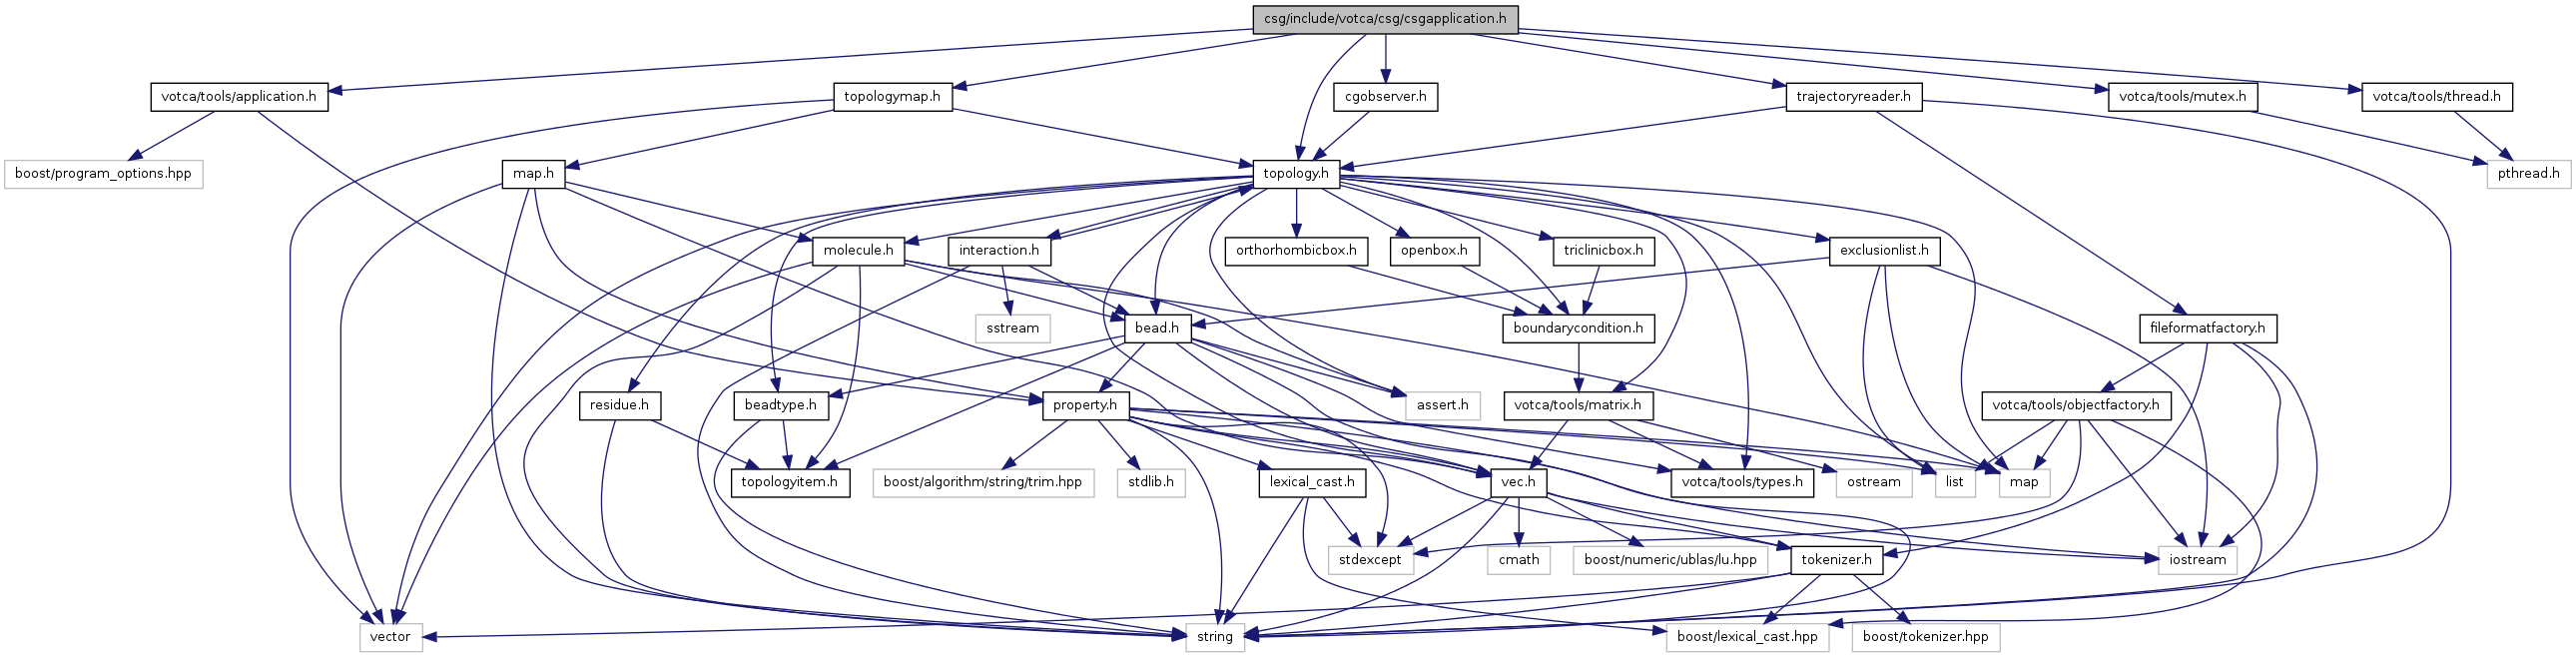 csg/include/votca/csg/csgapplication.h
votca/tools/application.h
topologymap.h
cgobserver.h
trajectoryreader.h
votca/tools/mutex.h
votca/tools/thread.h
boost/program_options.hpp
map.h
topology.h
pthread.h
molecule.h
interaction.h
orthorhombicbox.h
openbox.h
triclinicbox.h
exclusionlist.h
sstream
bead.h
boundarycondition.h
fileformatfactory.h
residue.h
beadtype.h
property.h
assert.h
votca/tools/matrix.h
votca/tools/objectfactory.h
topologyitem.h
boost/algorithm/string/trim.hpp
stdlib.h
lexical_cast.h
vec.h
votca/tools/types.h
ostream
list
map
stdexcept
cmath
boost/numeric/ublas/lu.hpp
tokenizer.h
iostream
vector
string
boost/lexical_cast.hpp
boost/tokenizer.hpp